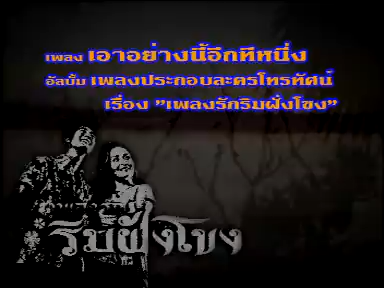 เพลง เอาอย่างนี้อีกทีหนึ่ง
อัลบั้ม เพลงประกอบละครโทรทัศน์
เรื่อง "เพลงรักริมฝั่งโขง"
ริมฝั่งโขง